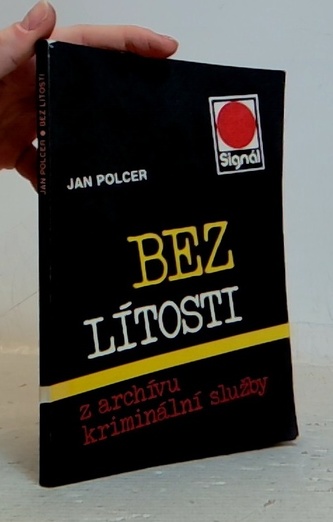 JAN POLCER ● BEZ LÍTOSTI
Signál
JAN POLCER
BEZ
LÍTOSTI
z archívu
kriminální služby